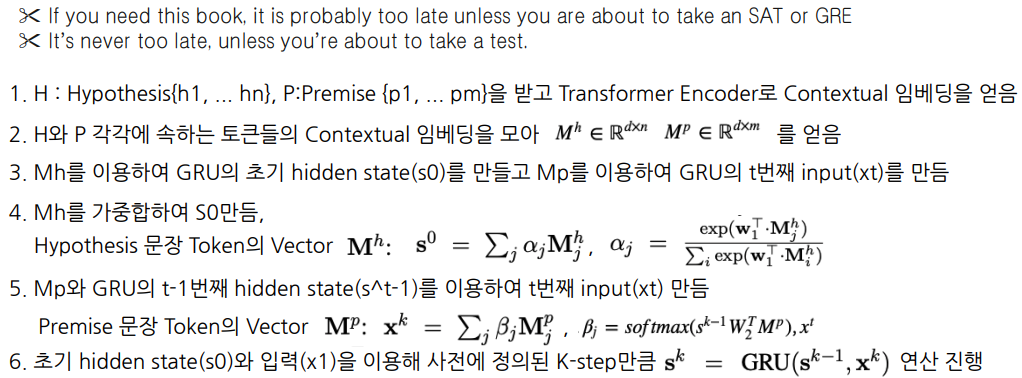 ✂ If you need this book, it is probably too late unless you are about to take an SAT or GRE
✂ It's never too late, unless you're about to take a test.
1. H : Hypothesis{h1, ... hn}, P:Premise {p1, ... pm}을 받고 Transformer Encoder로 Contextual 임베딩을 얻음
2. H와 P 각각에 속하는 토큰들의 Contextual 임베딩을 모아 M^h ∈ ℝ^{d×n} M^p ∈ ℝ^{d×m} 를 얻음
3. Mh를 이용하여 GRU의 초기 hidden state(s0)를 만들고 Mp를 이용하여 GRU의 t번째 input(xt)를 만듬
4. Mh를 가중합하여 S0만듬,
Hypothesis 문장 Token의 Vector M^h: s^0 = ∑_j α_j M_j^h, α_j = exp(w_1^⊤·M_j^h) / ∑_i exp(w_1^⊤·M_i^h)
5. Mp와 GRU의 t-1번째 hidden state(s^t-1)를 이용하여 t번째 input(xt) 만듬
Premise 문장 Token의 Vector M^p: x^k = ∑_j β_j M_j^p , β_j = softmax(s^{k-1} W_2^T M^p), x^t
6. 초기 hidden state(s0)와 입력(x1)을 이용해 사전에 정의된 K-step만큼 s^k = GRU(s^{k-1}, x^k) 연산 진행